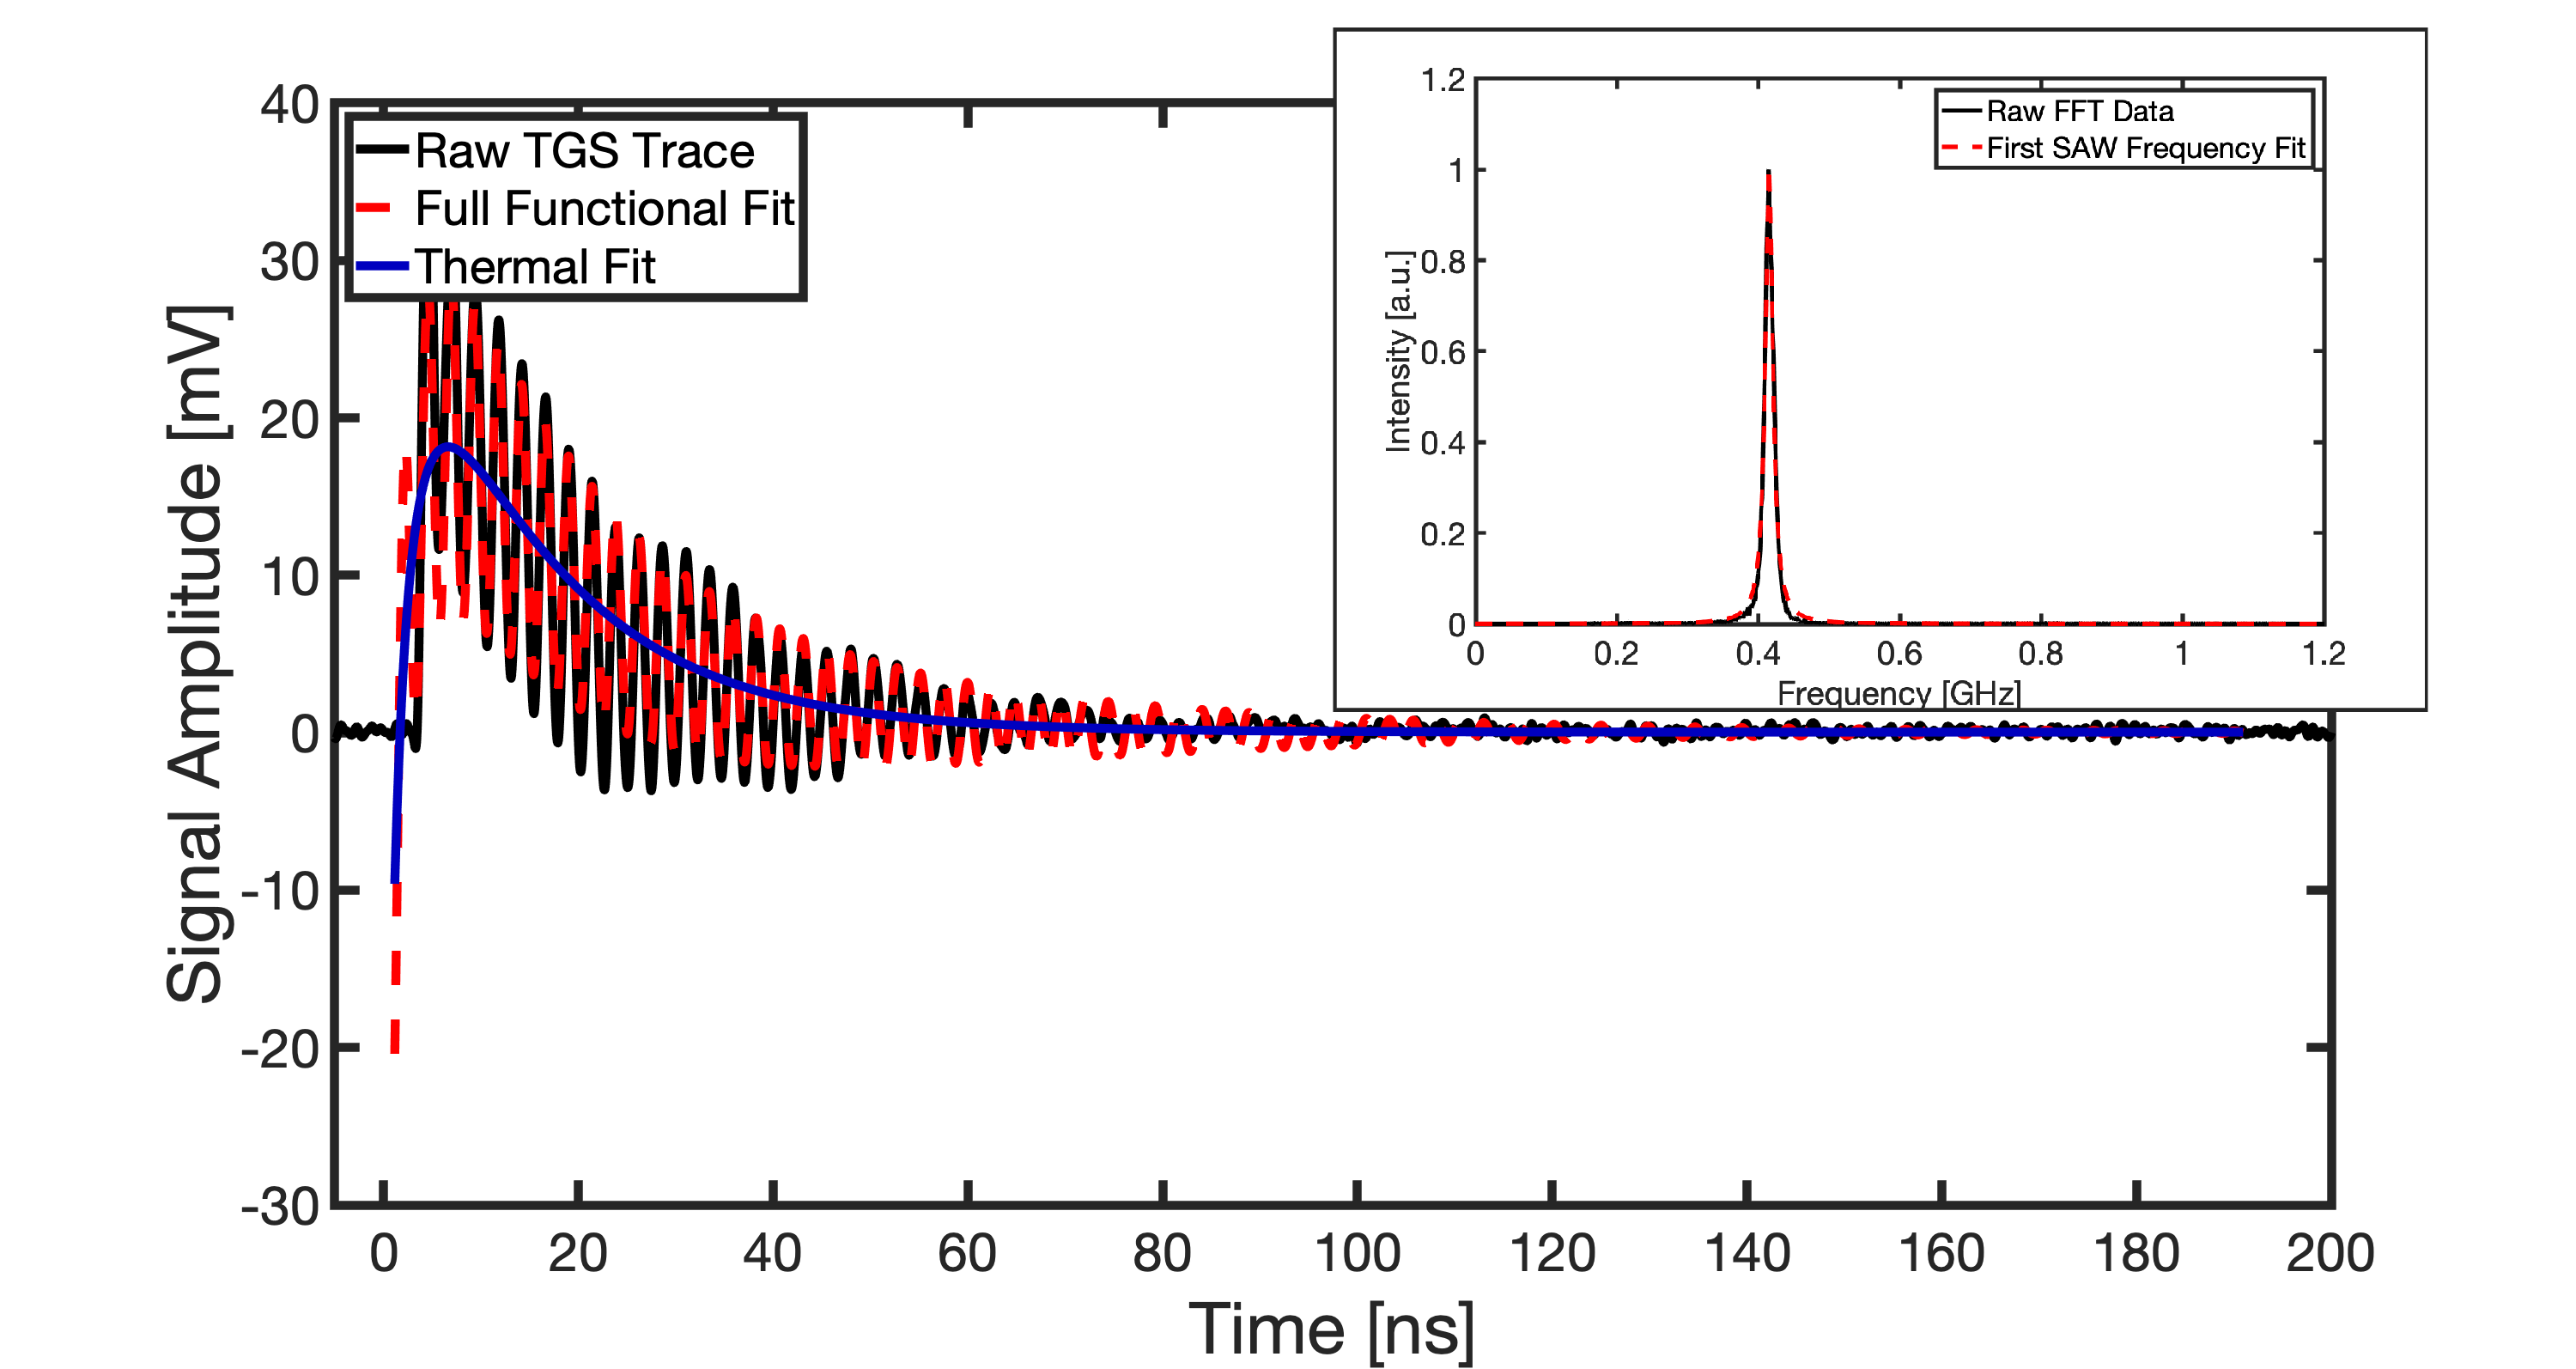 Signal Amplitude [mV]
40
30
20
10
0
-10
-20
-30
Raw TGS Trace
Full Functional Fit
Thermal Fit
0 20 40 60 80 100 120 140 160 180 200
Time [ns]
Intensity [a.u.]
1.2
1
0.8
0.6
0.4
0.2
0
Raw FFT Data
First SAW Frequency Fit
0 0.2 0.4 0.6 0.8 1 1.2
Frequency [GHz]